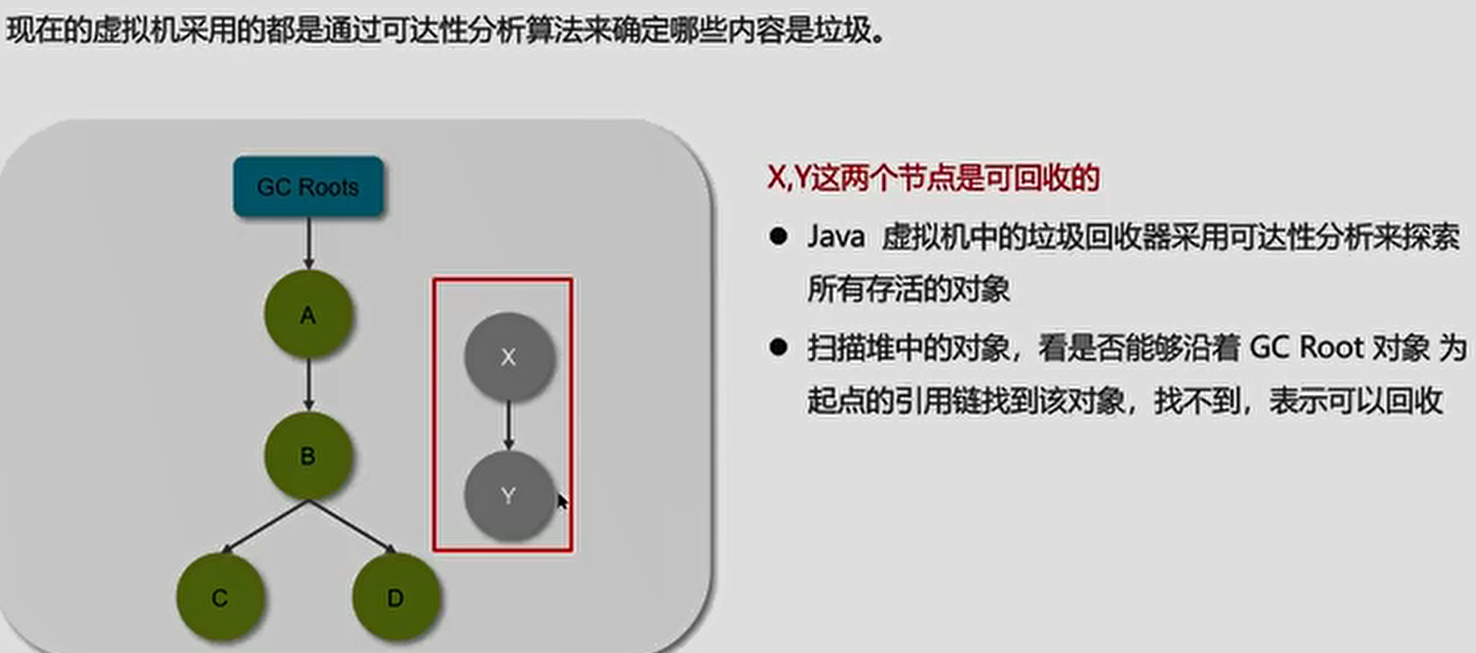 现在的虚拟机采用的都是通过可达性分析算法来确定哪些内容是垃圾。
GC Roots
A
B
C
D
X
Y
X,Y这两个节点是可回收的
● Java 虚拟机中的垃圾回收器采用可达性分析来探索
所有存活的对象
● 扫描堆中的对象，看是否能够沿着 GC Root 对象 为
起点的引用链找到该对象，找不到，表示可以回收